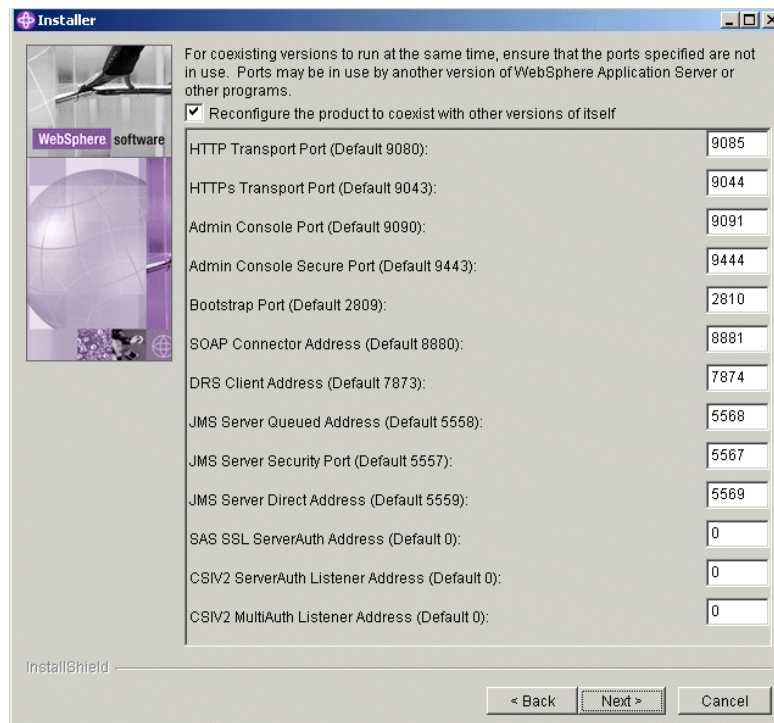 Installer
For coexisting versions to run at the same time, ensure that the ports specified are not
in use. Ports may be in use by another version of WebSphere Application Server or
other programs.
Reconfigure the product to coexist with other versions of itself
WebSphere software
HTTP Transport Port (Default 9080): 9085
HTTPs Transport Port (Default 9043): 9044
Admin Console Port (Default 9090): 9091
Admin Console Secure Port (Default 9443): 9444
Bootstrap Port (Default 2809): 2810
SOAP Connector Address (Default 8880): 8881
DRS Client Address (Default 7873): 7874
JMS Server Queued Address (Default 5558): 5568
JMS Server Security Port (Default 5557): 5567
JMS Server Direct Address (Default 5559): 5569
SAS SSL ServerAuth Address (Default 0): 0
CSIV2 ServerAuth Listener Address (Default 0): 0
CSIV2 MultiAuth Listener Address (Default 0): 0
InstallShield
< Back Next > Cancel